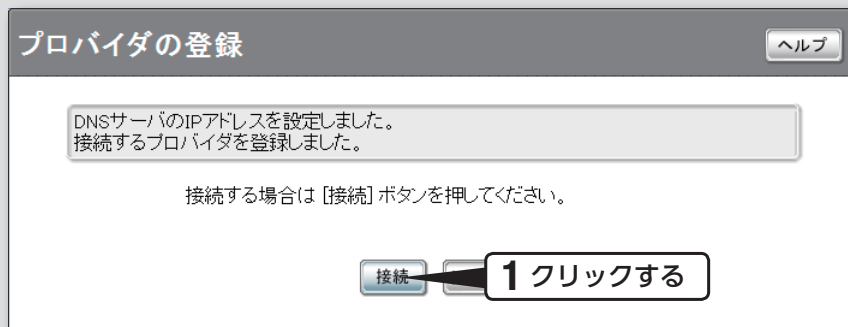 プロバイダの登録
ヘルプ
DNSサーバのIPアドレスを設定しました。
接続するプロバイダを登録しました。
接続する場合は [接続] ボタンを押してください。
接続
1 クリックする